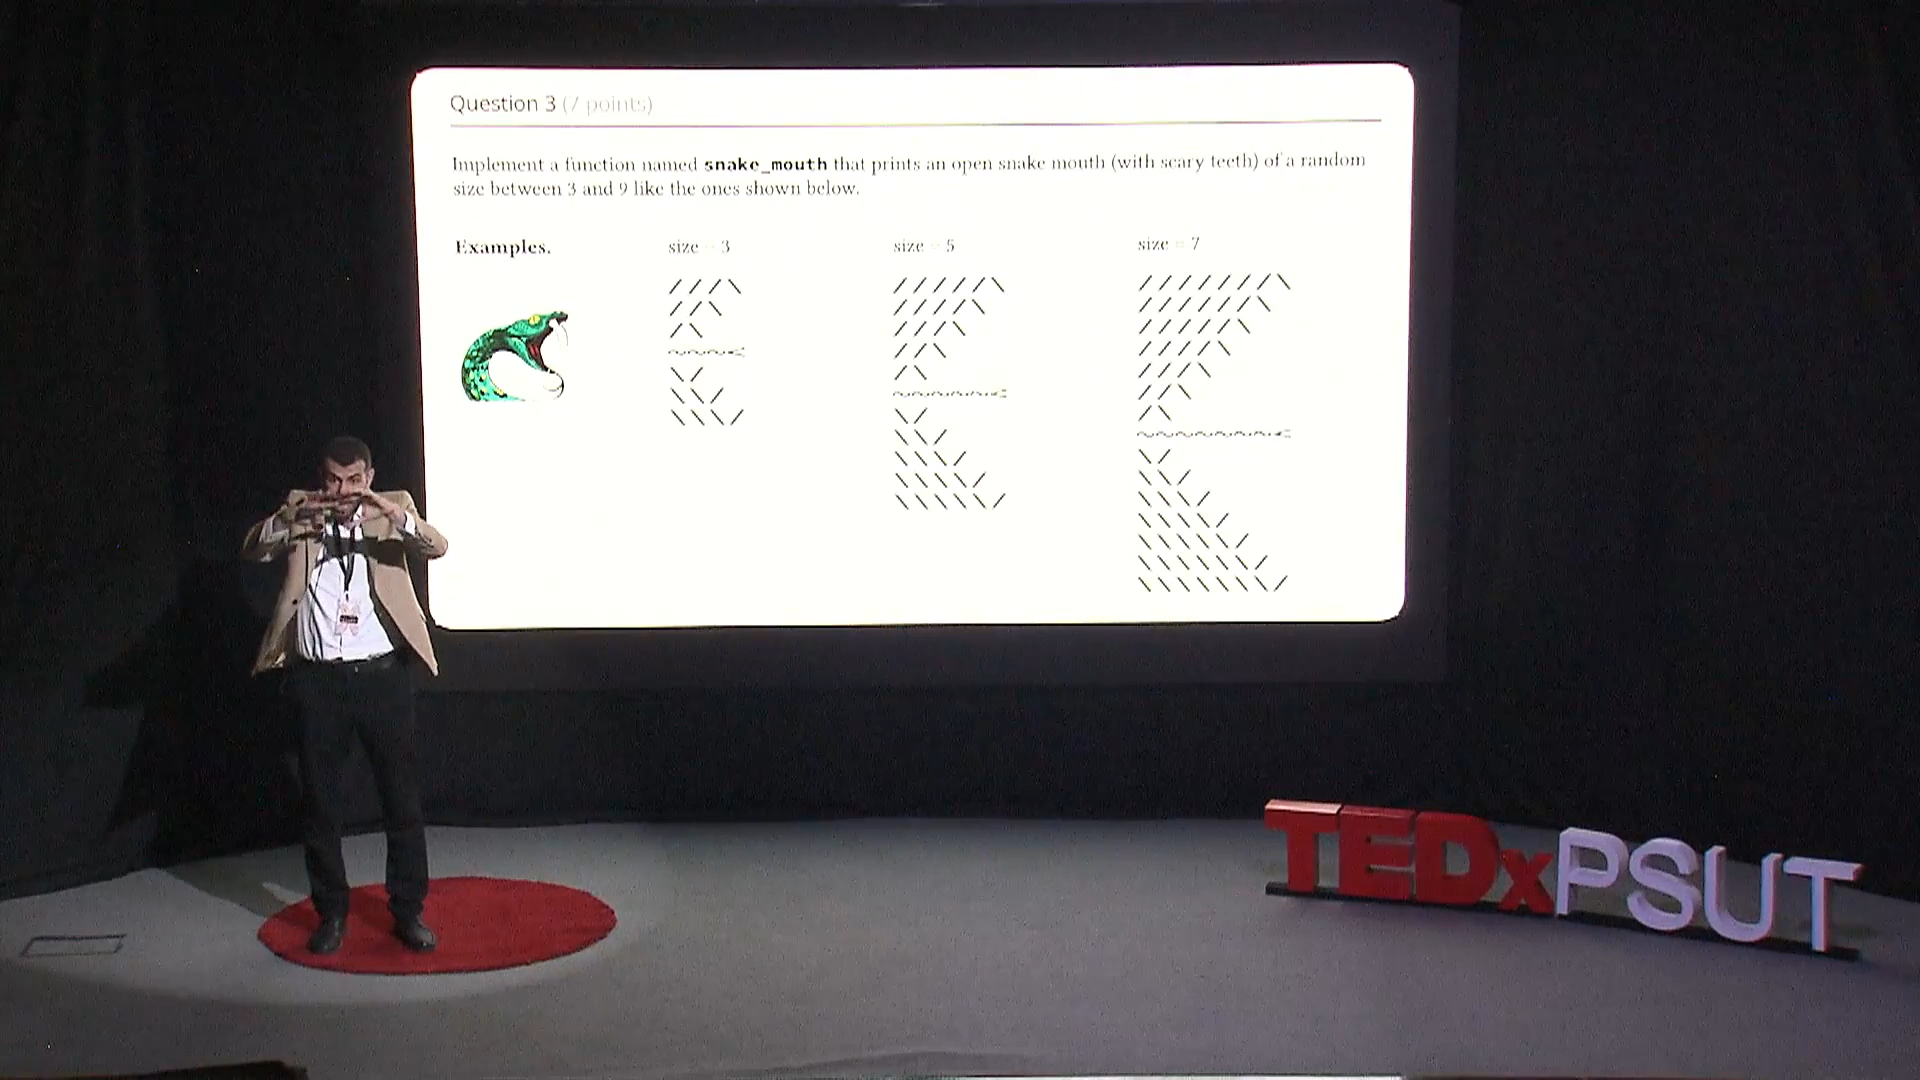 Question 3 (7 points)
Implement a function named snake_mouth that prints an open snake mouth (with scary teeth) of a random
size between 3 and 9 like the ones shown below.
Examples. size = 3 size = 5 size = 7
TEDxPSUT